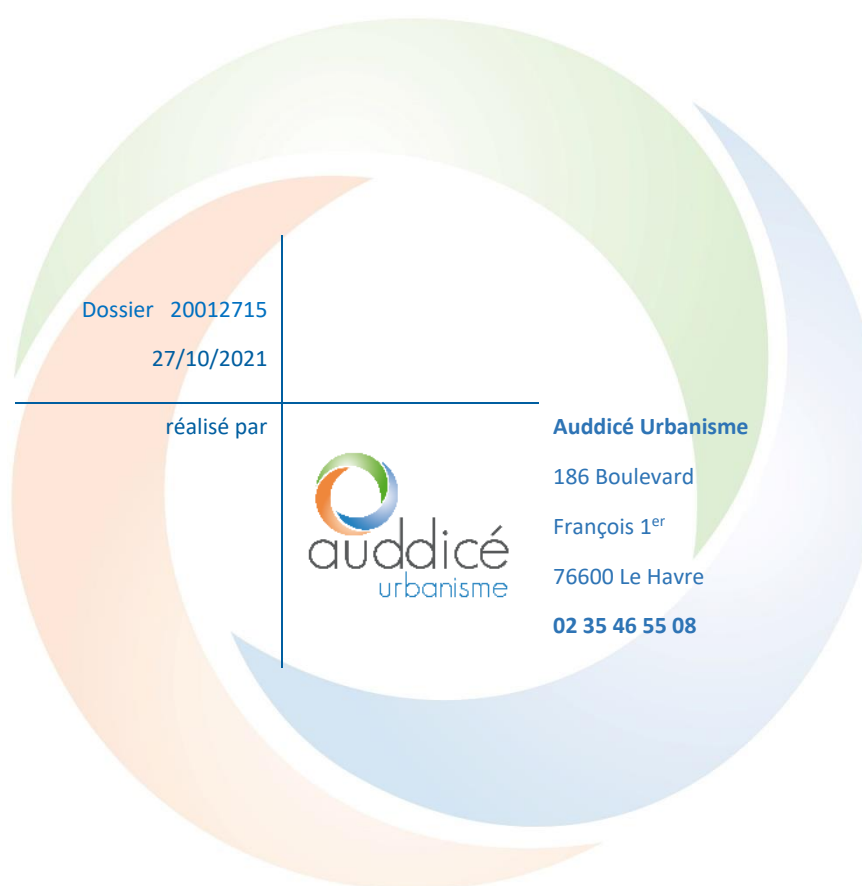 Dossier 20012715
27/10/2021
réalisé par
auddicé
urbanisme
Auddicé Urbanisme
186 Boulevard
François 1er
76600 Le Havre
02 35 46 55 08